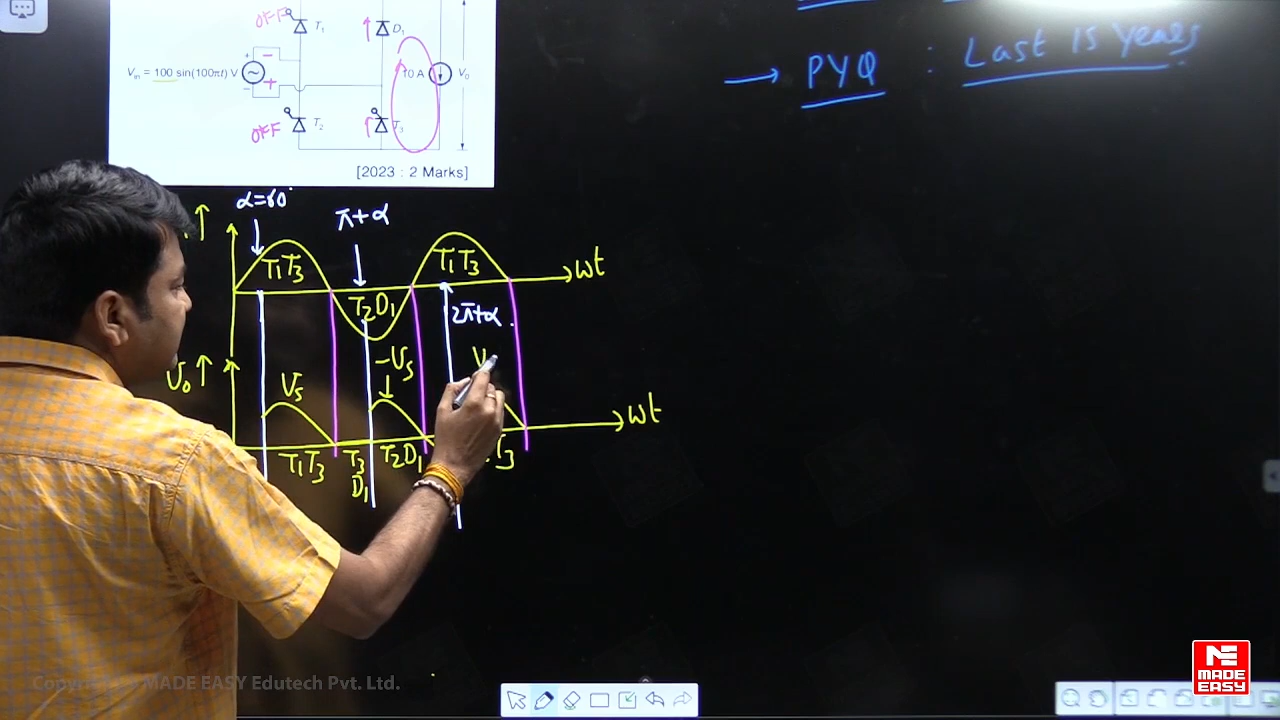 OFF
T1
D1
PYQ : Last 15 Years
Vin = 100 sin(100πt) V
+
−
+
−
10 A
V0
OFF
T2
T3
[2023 : 2 Marks]
α=60°
π+α
T1T3
T1T3
ωt
T2D1
2π+α
−Vs
V
V0
Vs
ωt
T1T3
T3
D1
T2D1
T3
Copyright MADE EASY Edutech Pvt. Ltd.
ME
MADE
EASY